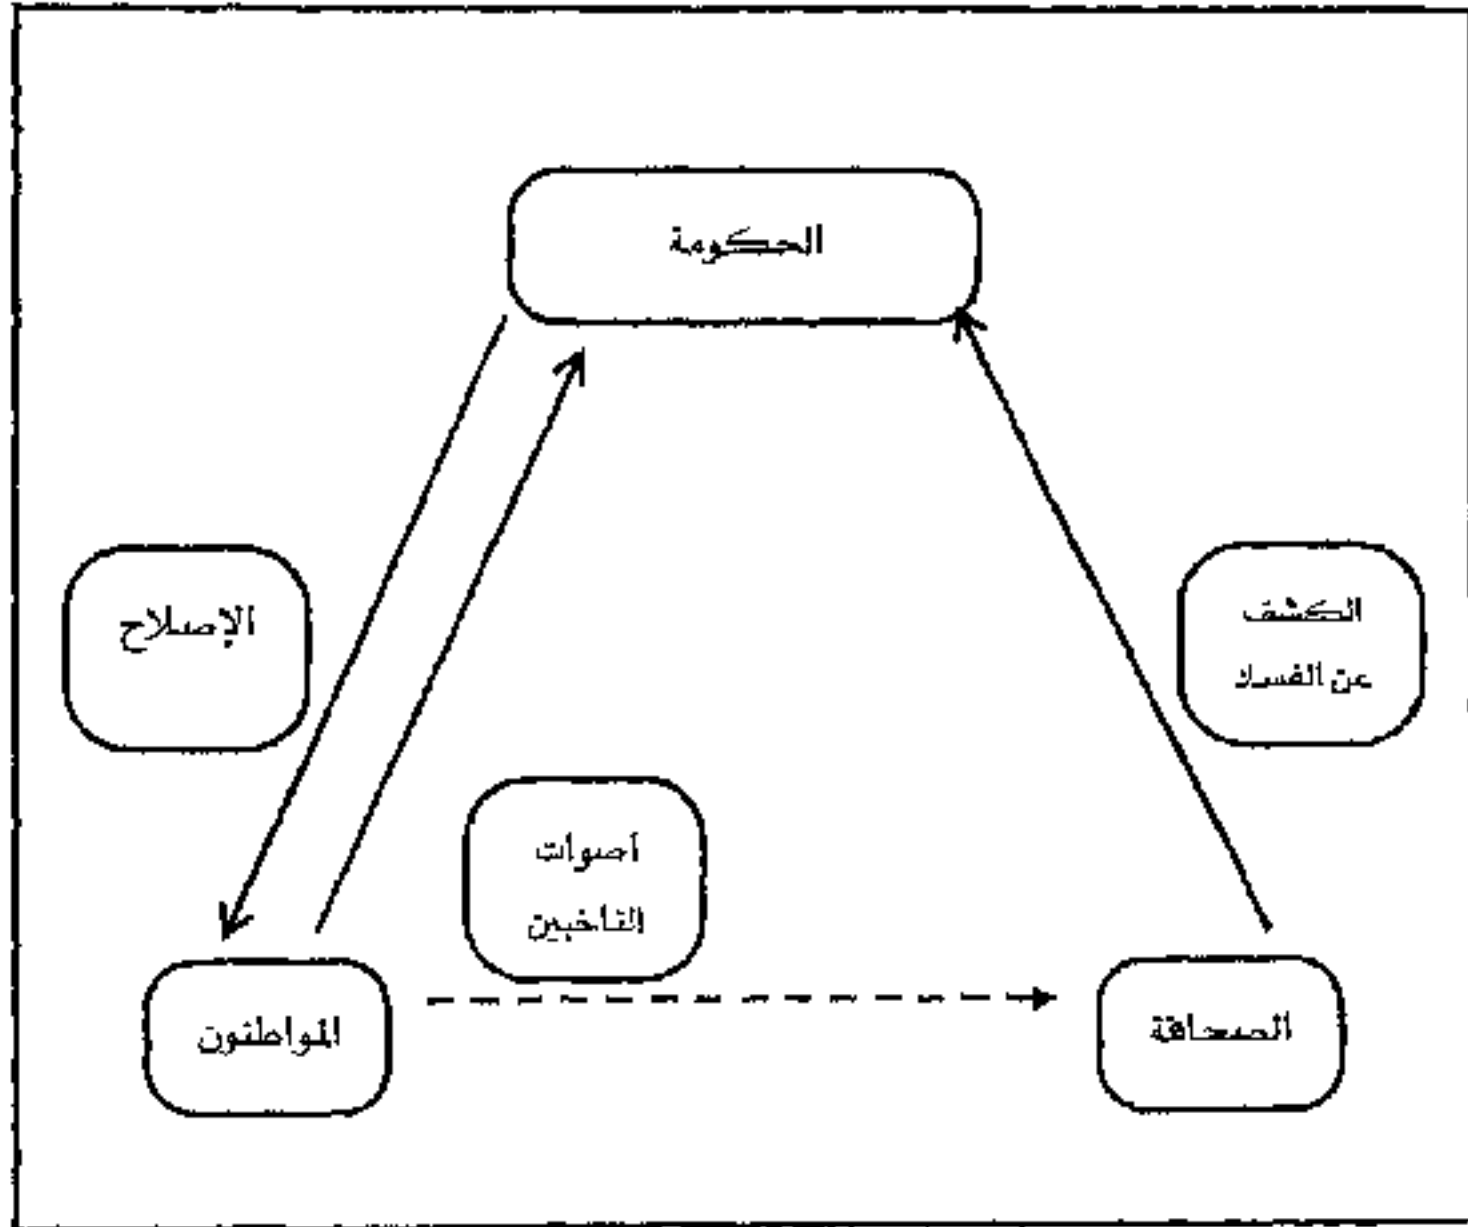 الحكومة
الإصلاح
الكشف
عن الفساد
أصوات
الناخبين
المواطنون
الصحافة